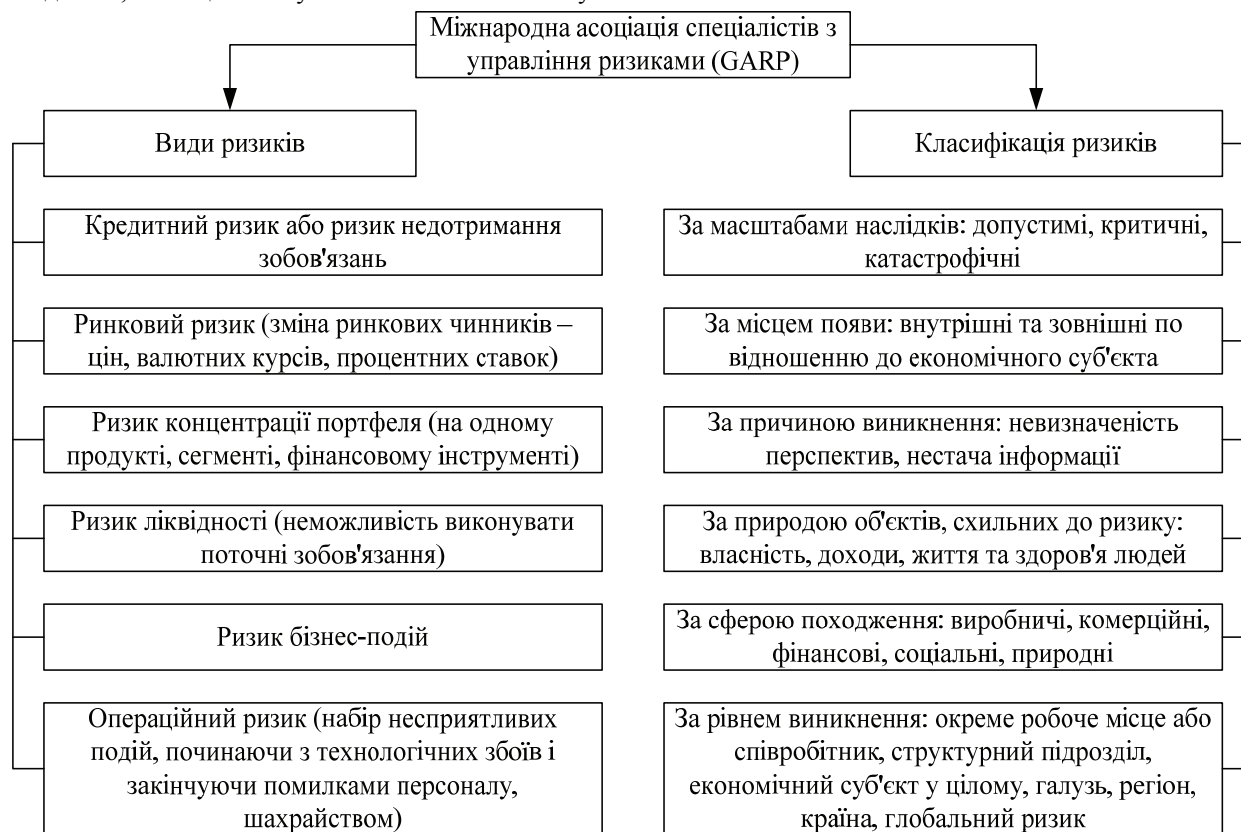 Міжнародна асоціація спеціалістів з
управління ризиками (GARP)
Види ризиків
Класифікація ризиків
Кредитний ризик або ризик недотримання
зобов'язань
Ринковий ризик (зміна ринкових чинників –
цін, валютних курсів, процентних ставок)
Ризик концентрації портфеля (на одному
продукті, сегменті, фінансовому інструменті)
Ризик ліквідності (неможливість виконувати
поточні зобов'язання)
Ризик бізнес-подій
Операційний ризик (набір несприятливих
подій, починаючи з технологічних збоїв і
закінчуючи помилками персоналу,
шахрайством)
За масштабами наслідків: допустимі, критичні,
катастрофічні
За місцем появи: внутрішні та зовнішні по
відношенню до економічного суб'єкта
За причиною виникнення: невизначеність
перспектив, нестача інформації
За природою об'єктів, схильних до ризику:
власність, доходи, життя та здоров'я людей
За сферою походження: виробничі, комерційні,
фінансові, соціальні, природні
За рівнем виникнення: окреме робоче місце або
співробітник, структурний підрозділ,
економічний суб'єкт у цілому, галузь, регіон,
країна, глобальний ризик